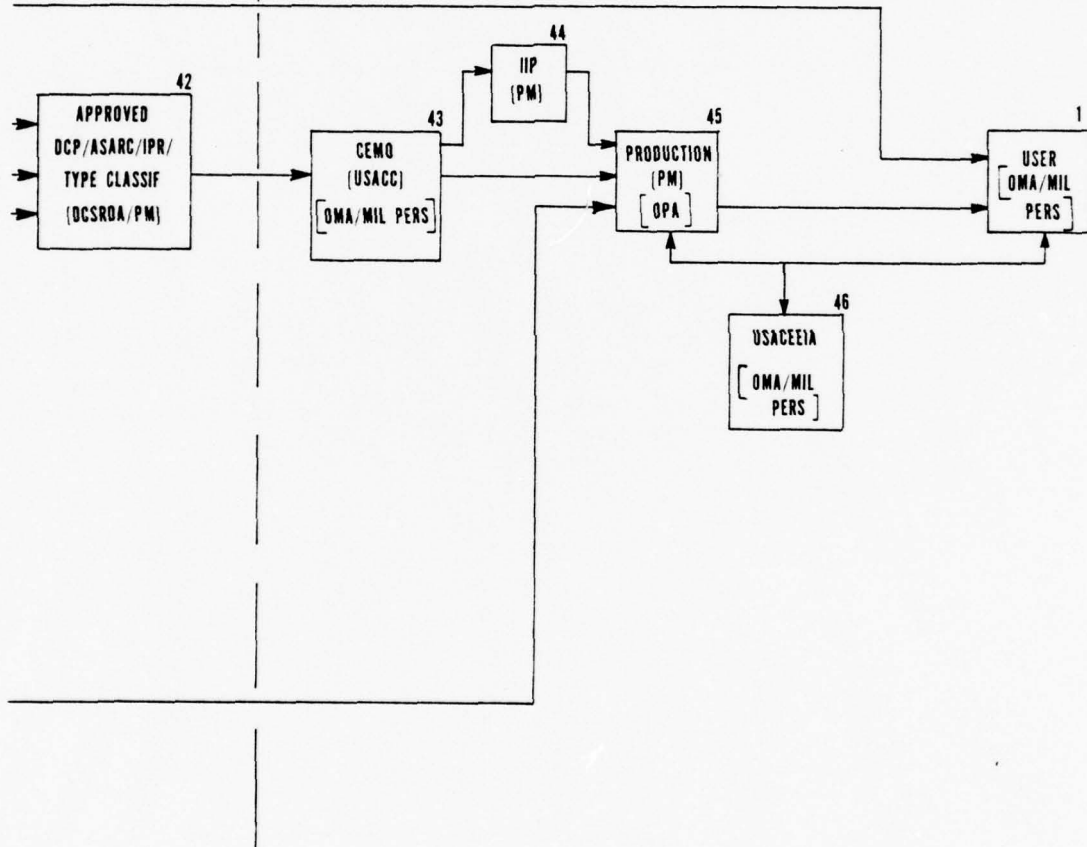 42
APPROVED
DCP/ASARC/IPR/
TYPE CLASSIF
(DCSRDA/PM)
43
CEMO
(USACC)
[OMA/MIL PERS]
44
IIP
(PM)
45
PRODUCTION
(PM)
[OPA]
1
USER
[OMA/MIL
PERS]
46
USACEEIA
[OMA/MIL
PERS]